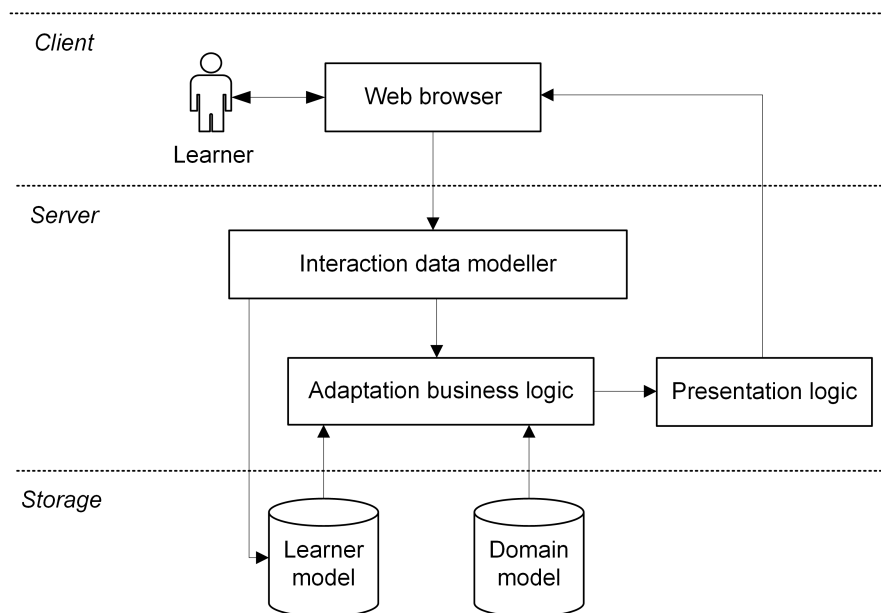 Client
Web browser
Learner
Server
Interaction data modeller
Adaptation business logic
Presentation logic
Storage
Learner
model
Domain
model